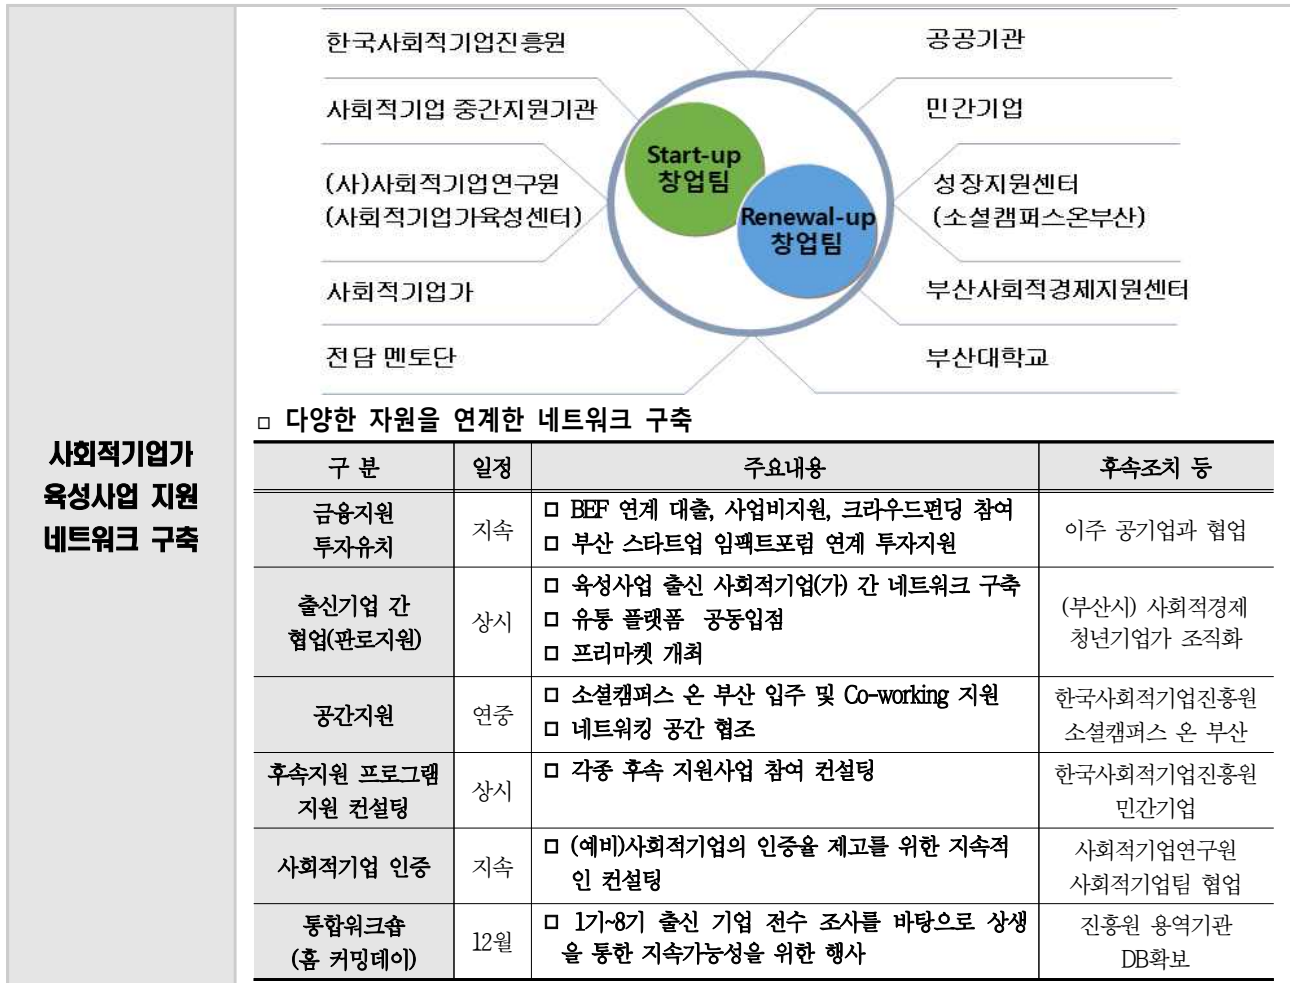 한국사회적기업진흥원
사회적기업 중간지원기관
(사)사회적기업연구원
(사회적기업가육성센터)
사회적기업가
전담 멘토단
Start-up
창업팀
Renewal-up
창업팀
공공기관
민간기업
성장지원센터
(소셜캠퍼스온부산)
부산사회적경제지원센터
부산대학교
사회적기업가
육성사업 지원
네트워크 구축
□ 다양한 자원을 연계한 네트워크 구축
구 분 일정 주요내용 후속조치 등
금융지원
투자유치
지속
□ BEF 연계 대출, 사업비지원, 크라우드펀딩 참여
□ 부산 스타트업 임팩트포럼 연계 투자지원
이주 공기업과 협업
출신기업 간
협업(판로지원)
상시
□ 육성사업 출신 사회적기업(가) 간 네트워크 구축
□ 유통 플랫폼 공동입점
□ 프리마켓 개최
(부산시) 사회적경제
청년기업가 조직화
공간지원
연중
□ 소셜캠퍼스 온 부산 입주 및 Co-working 지원
□ 네트워킹 공간 협조
한국사회적기업진흥원
소셜캠퍼스 온 부산
후속지원 프로그램
지원 컨설팅
상시
□ 각종 후속 지원사업 참여 컨설팅
한국사회적기업진흥원
민간기업
사회적기업 인증
지속
□ (예비)사회적기업의 인증율 제고를 위한 지속적
인 컨설팅
사회적기업연구원
사회적기업팀 협업
통합워크숍
(홈 커밍데이)
12월
□ 1기~8기 출신 기업 전수 조사를 바탕으로 상생
을 통한 지속가능성을 위한 행사
진흥원 용역기관
DB확보